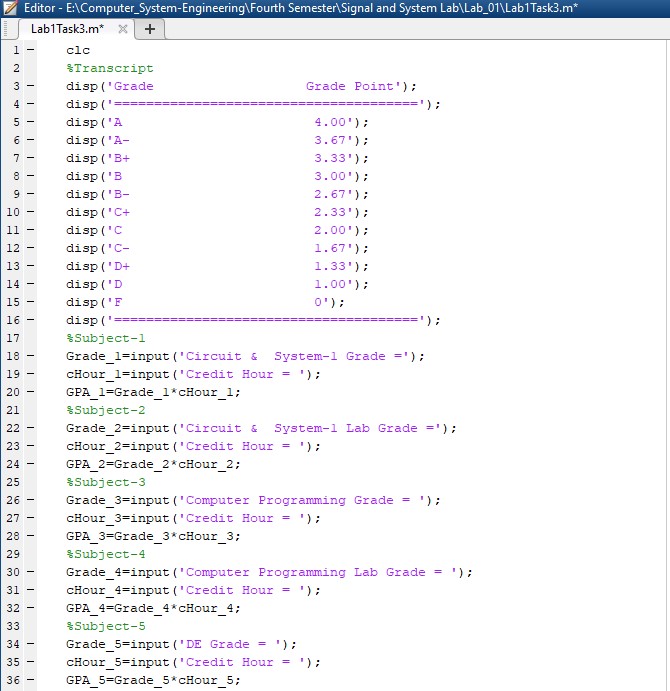 Editor - E:\Computer_System-Engineering\Fourth Semester\Signal and System Lab\Lab_01\Lab1Task3.m*
Lab1Task3.m* × +
1 – clc
2 %Transcript
3 – disp('Grade                   Grade Point');
4 – disp('======================================');
5 – disp('A                        4.00');
6 – disp('A-                       3.67');
7 – disp('B+                       3.33');
8 – disp('B                        3.00');
9 – disp('B-                       2.67');
10 – disp('C+                       2.33');
11 – disp('C                        2.00');
12 – disp('C-                       1.67');
13 – disp('D+                       1.33');
14 – disp('D                        1.00');
15 – disp('F                        0');
16 – disp('======================================');
17 %Subject-1
18 – Grade_1=input('Circuit &  System-1 Grade =');
19 – cHour_1=input('Credit Hour = ');
20 – GPA_1=Grade_1*cHour_1;
21 %Subject-2
22 – Grade_2=input('Circuit &  System-1 Lab Grade =');
23 – cHour_2=input('Credit Hour = ');
24 – GPA_2=Grade_2*cHour_2;
25 %Subject-3
26 – Grade_3=input('Computer Programming Grade = ');
27 – cHour_3=input('Credit Hour = ');
28 – GPA_3=Grade_3*cHour_3;
29 %Subject-4
30 – Grade_4=input('Computer Programming Lab Grade = ');
31 – cHour_4=input('Credit Hour = ');
32 – GPA_4=Grade_4*cHour_4;
33 %Subject-5
34 – Grade_5=input('DE Grade = ');
35 – cHour_5=input('Credit Hour = ');
36 – GPA_5=Grade_5*cHour_5;